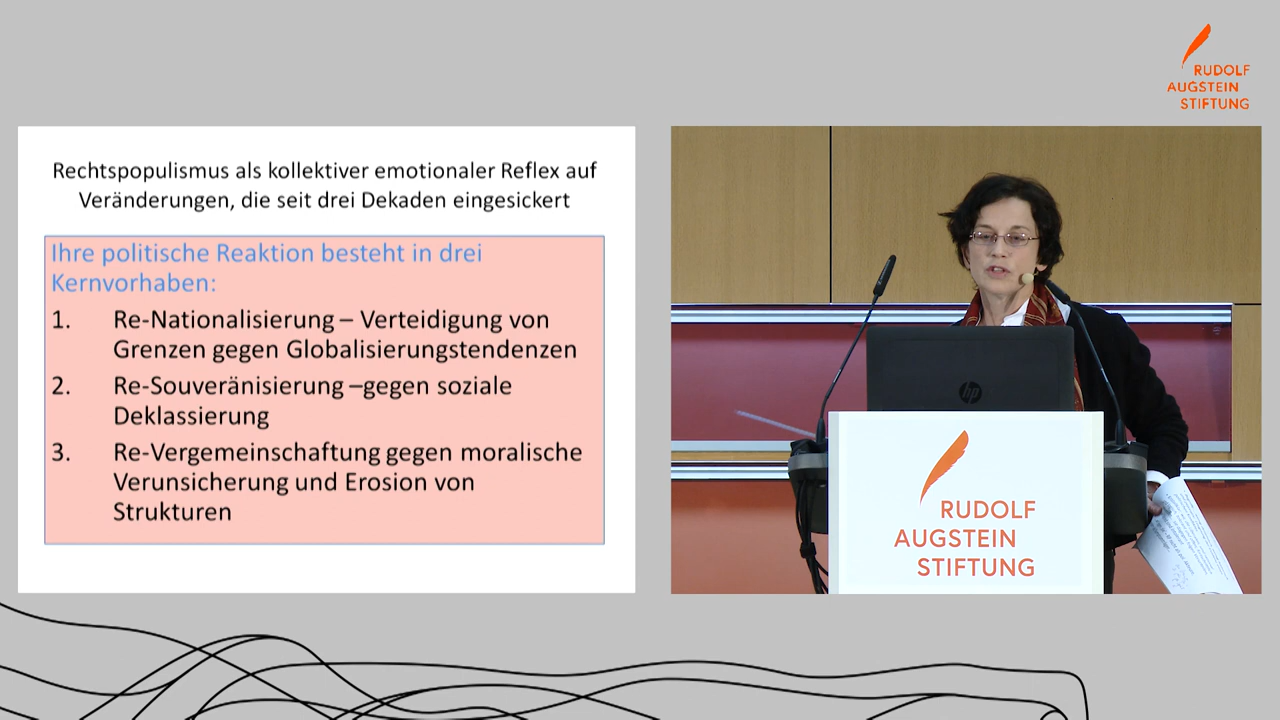 RUDOLF
AUGSTEIN
STIFTUNG
Rechtspopulismus als kollektiver emotionaler Reflex auf
Veränderungen, die seit drei Dekaden eingesickert
Ihre politische Reaktion besteht in drei
Kernvorhaben:
1. Re-Nationalisierung – Verteidigung von
Grenzen gegen Globalisierungstendenzen
2. Re-Souveränisierung –gegen soziale
Deklassierung
3. Re-Vergemeinschaftung gegen moralische
Verunsicherung und Erosion von
Strukturen
hp
RUDOLF
AUGSTEIN
STIFTUNG